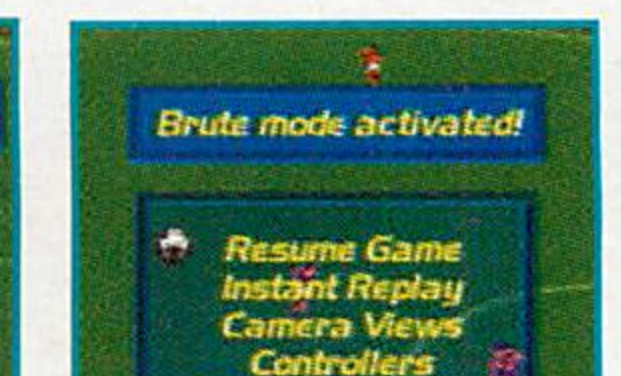 Brute mode activated!
Resume Game
Instant Replay
Camera Views
Controllers